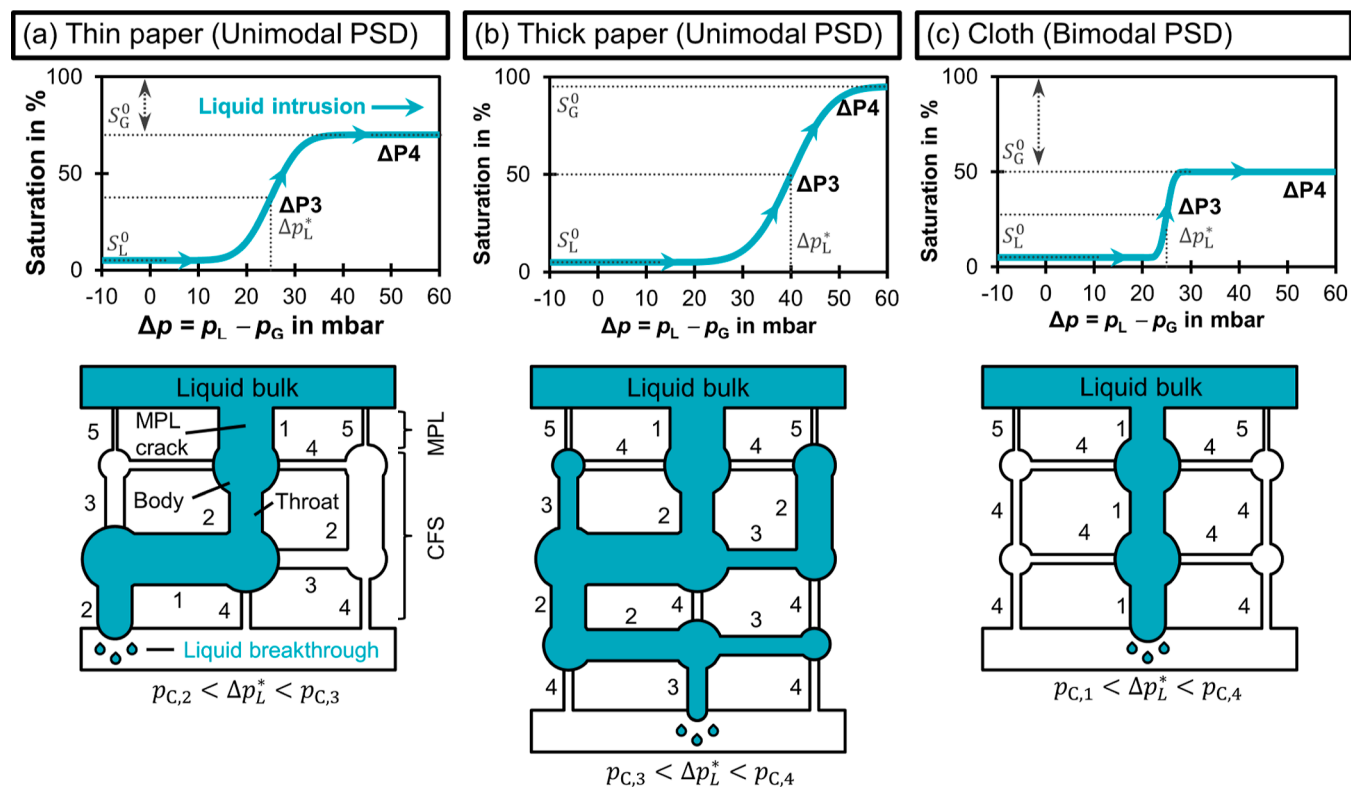 (a) Thin paper (Unimodal PSD)
Saturation in %
100
50
0
S_G^0
S_L^0
Liquid intrusion
ΔP4
ΔP3
Δp_L^*
-10 0 10 20 30 40 50 60
Δp = p_L − p_G in mbar
Liquid bulk
5 MPL crack 1 5
4
MPL
3 Body Throat
2 2
CFS
3
2 1 4 4
Liquid breakthrough
p_C,2 < Δp_L^* < p_C,3
(b) Thick paper (Unimodal PSD)
Saturation in %
100
50
0
S_G^0
S_L^0
ΔP4
ΔP3
Δp_L^*
-10 0 10 20 30 40 50 60
Δp = p_L − p_G in mbar
Liquid bulk
5 1 5
4 4
3 2 2
3
2 4 4
2 3
4 3 4
p_C,3 < Δp_L^* < p_C,4
(c) Cloth (Bimodal PSD)
Saturation in %
100
50
0
S_G^0
S_L^0
ΔP3
ΔP4
Δp_L^*
-10 0 10 20 30 40 50 60
Δp = p_L − p_G in mbar
Liquid bulk
5 1 5
4 4
4 1 4
4 4
4 1 4
p_C,1 < Δp_L^* < p_C,4